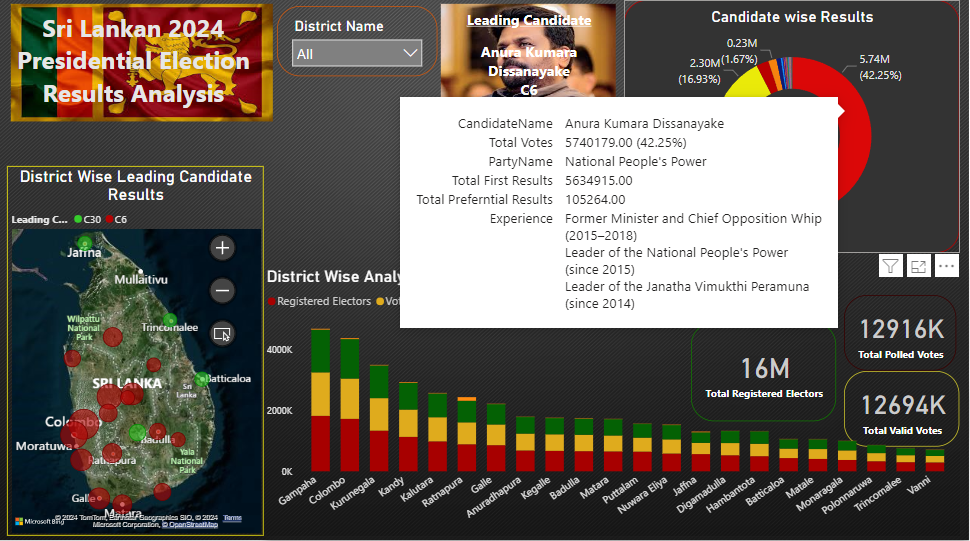 Sri Lankan 2024
Presidential Election
Results Analysis
District Name
All
Leading Candidate
Anura Kumara
Dissanayake
C6
Candidate wise Results
0.23M
(1.67%)
2.30M
(16.93%)
5.74M
(42.25%)
CandidateName Anura Kumara Dissanayake
Total Votes 5740179.00 (42.25%)
PartyName National People's Power
Total First Results 5634915.00
Total Preferntial Results 105264.00
Experience Former Minister and Chief Opposition Whip
(2015–2018)
Leader of the National People's Power
(since 2015)
Leader of the Janatha Vimukthi Peramuna
(since 2014)
District Wise Leading Candidate
Results
Leading C... C30 C6
Jaffna
Mullaitivu
Wilpattu
National
Park
Trincomalee
SRI LANKA
Sri
Lanka
Batticaloa
Colombo
Moratuwa
Badulla
Ratnapura
Yala
National
Park
Galle
Matara
Microsoft Bing
© 2024 TomTom, Earthstar Geographics SIO, © 2024
Microsoft Corporation, © OpenStreetMap Terms
District Wise Analy
Registered Electors Vot
4000K
2000K
0K
Gampaha
Colombo
Kurunegala
Kandy
Kalutara
Ratnapura
Galle
Anuradhapura
Kegalle
Badulla
Matara
Puttalam
Nuwara Eliya
Jaffna
Digamadulla
Hambantota
Batticaloa
Matale
Monaragala
Polonnaruwa
Trincomalee
Vanni
16M
Total Registered Electors
12916K
Total Polled Votes
12694K
Total Valid Votes